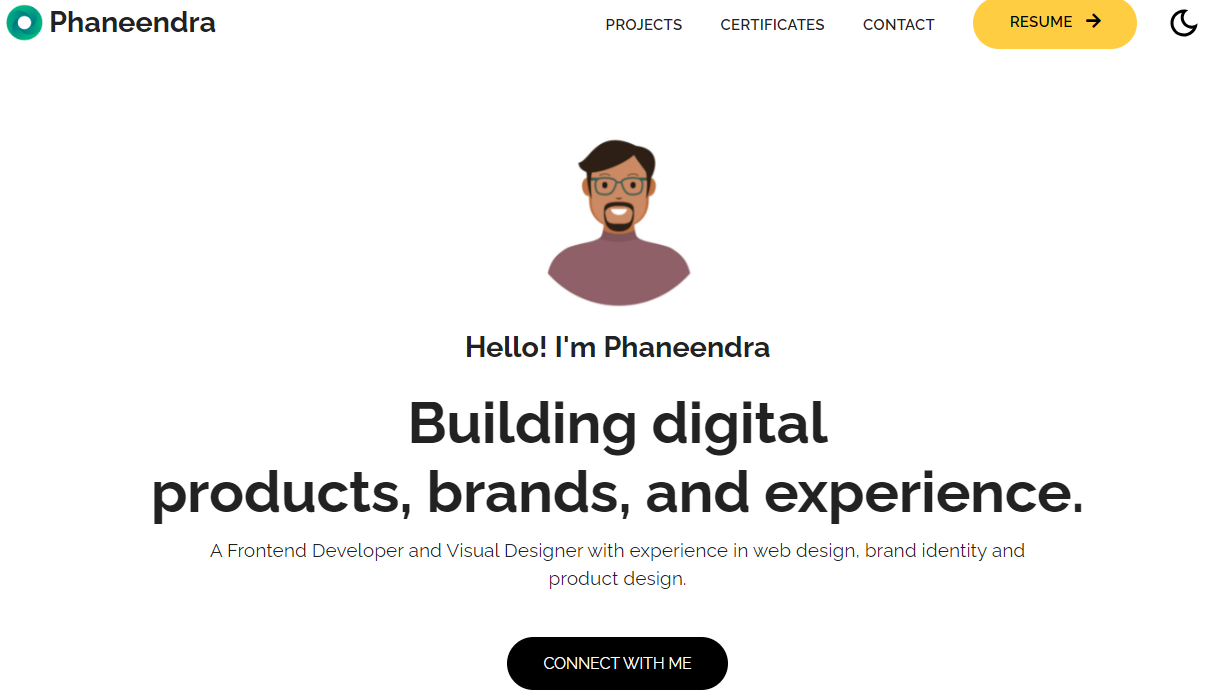 Phaneendra
PROJECTS CERTIFICATES CONTACT RESUME
Hello! I'm Phaneendra
Building digital
products, brands, and experience.
A Frontend Developer and Visual Designer with experience in web design, brand identity and
product design.
CONNECT WITH ME